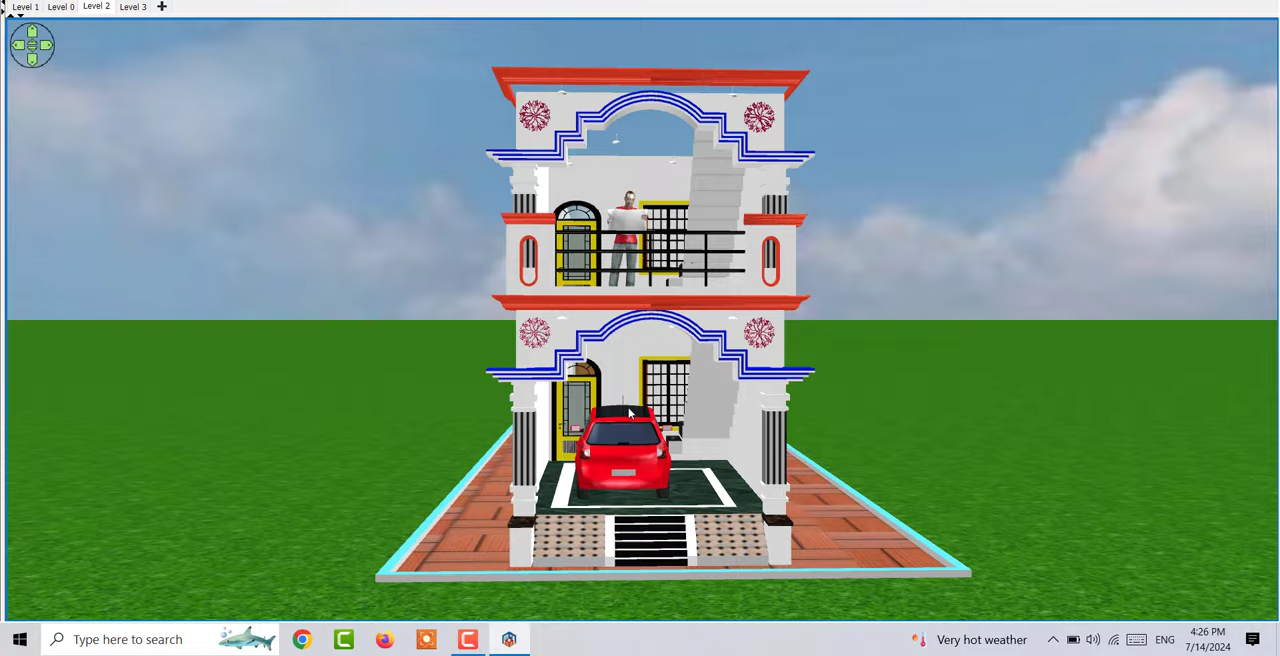 Level 1 Level 0 Level 2 Level 3
Type here to search
Very hot weather
ENG
4:26 PM
7/14/2024